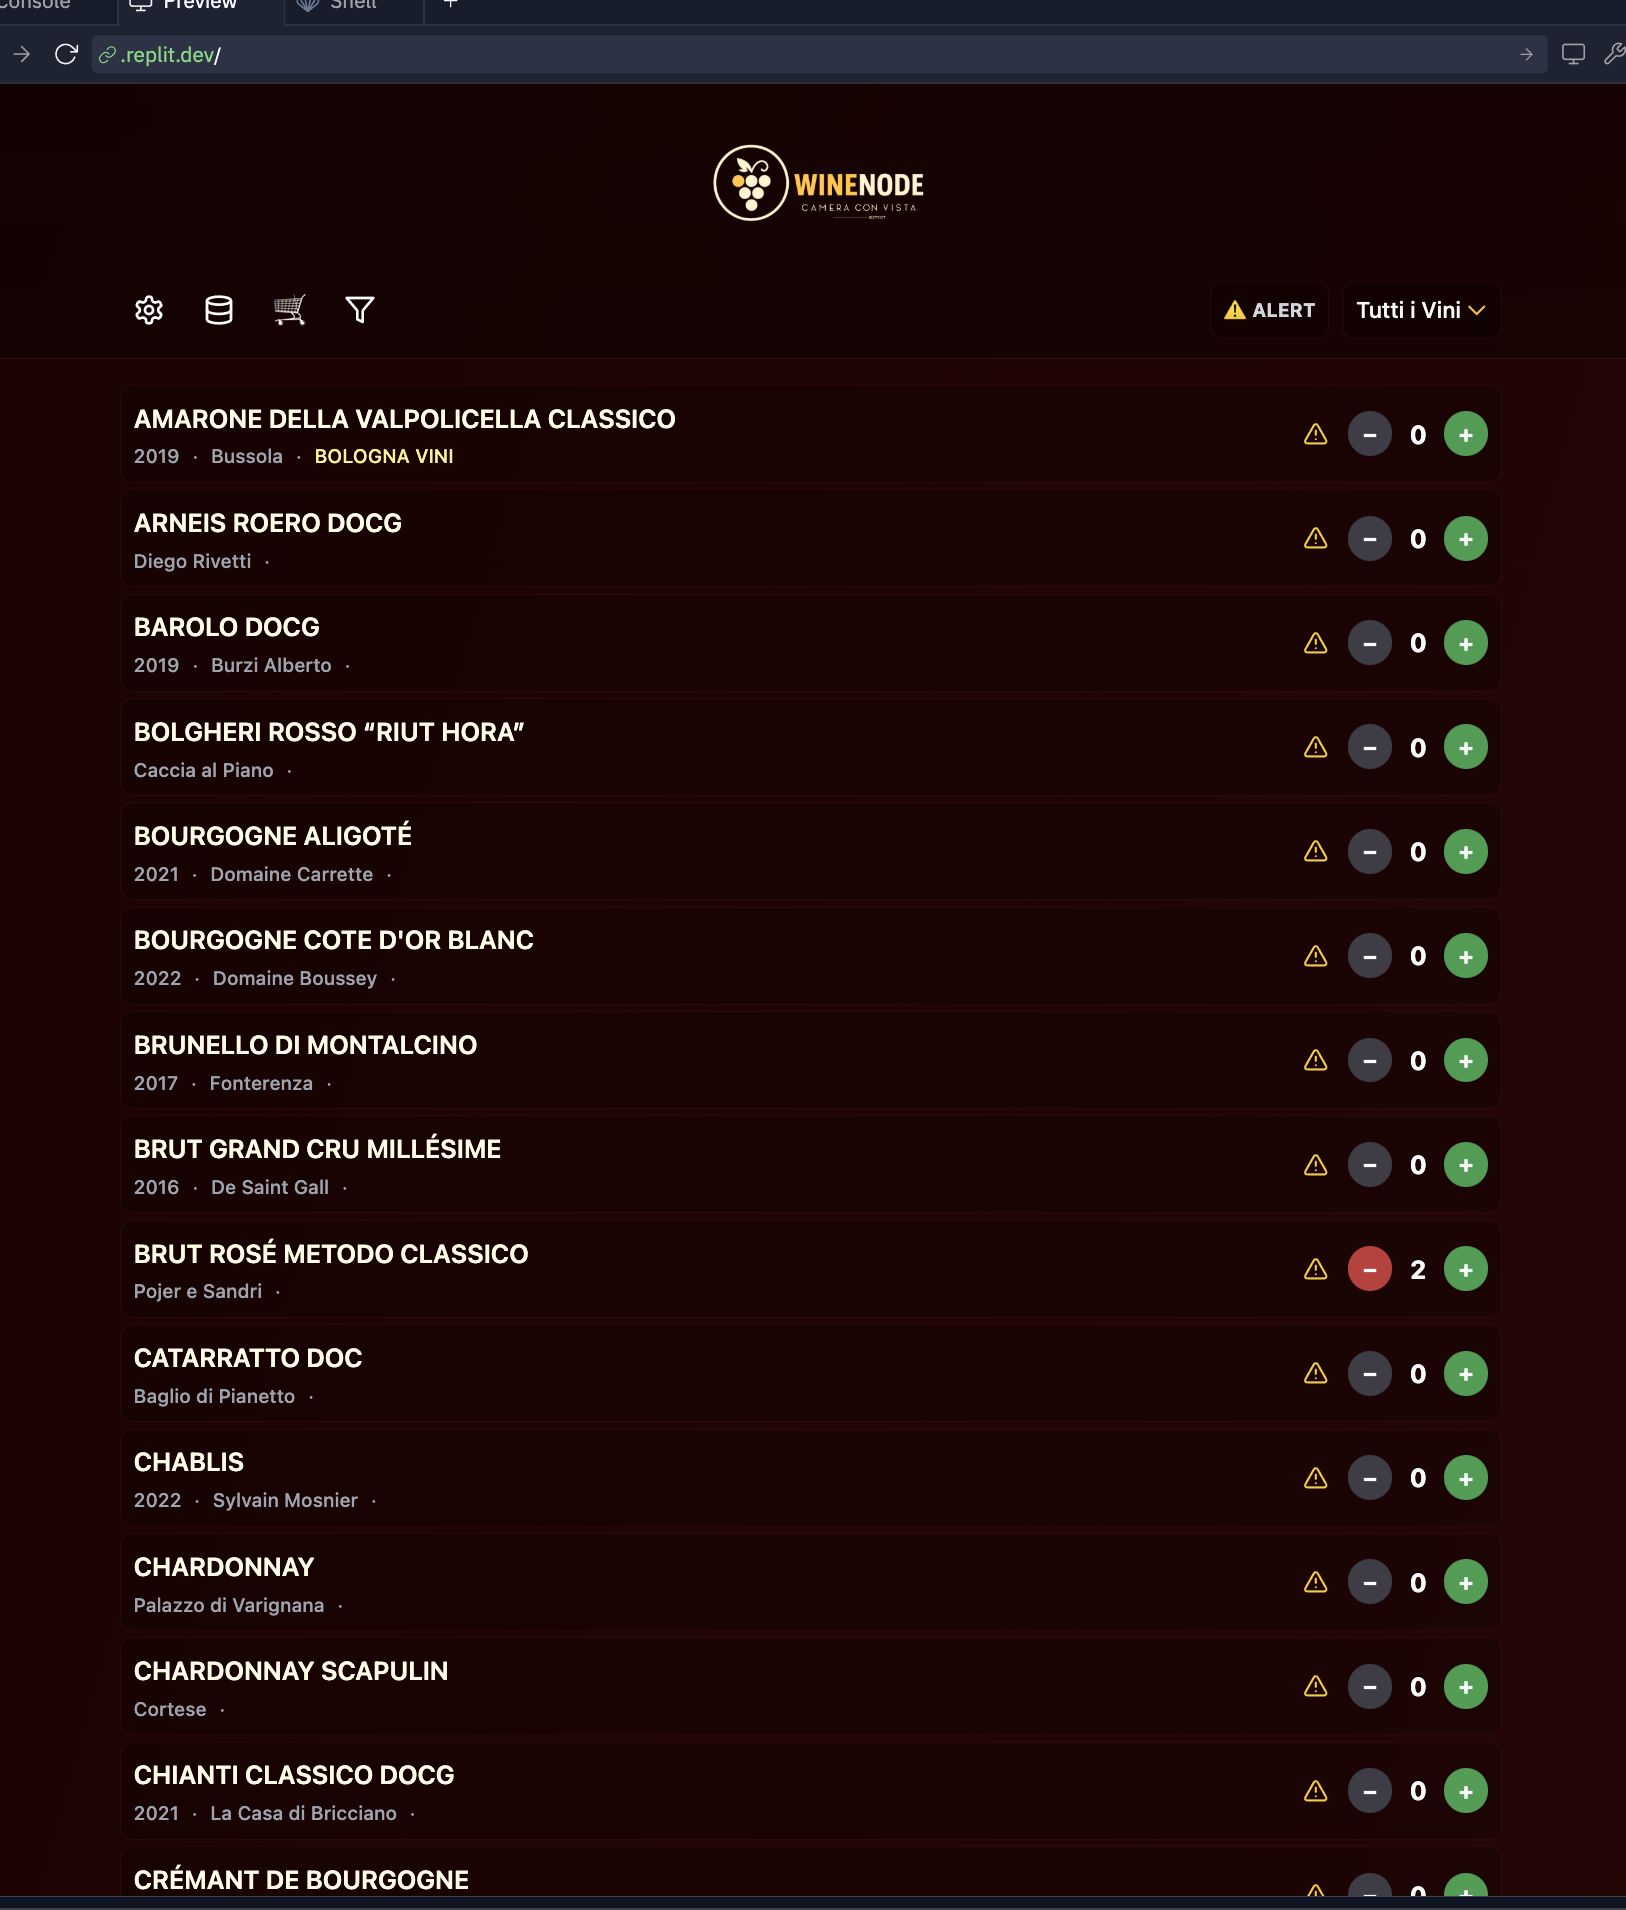 Console
Preview
Shell
+
.replit.dev/
WINENODE
CAMERA CON VISTA
BISTROT
ALERT
Tutti i Vini
AMARONE DELLA VALPOLICELLA CLASSICO
2019 · Bussola · BOLOGNA VINI
– 0 +
ARNEIS ROERO DOCG
Diego Rivetti ·
– 0 +
BAROLO DOCG
2019 · Burzi Alberto ·
– 0 +
BOLGHERI ROSSO “RIUT HORA”
Caccia al Piano ·
– 0 +
BOURGOGNE ALIGOTÉ
2021 · Domaine Carrette ·
– 0 +
BOURGOGNE COTE D'OR BLANC
2022 · Domaine Boussey ·
– 0 +
BRUNELLO DI MONTALCINO
2017 · Fonterenza ·
– 0 +
BRUT GRAND CRU MILLÉSIME
2016 · De Saint Gall ·
– 0 +
BRUT ROSÉ METODO CLASSICO
Pojer e Sandri ·
– 2 +
CATARRATTO DOC
Baglio di Pianetto ·
– 0 +
CHABLIS
2022 · Sylvain Mosnier ·
– 0 +
CHARDONNAY
Palazzo di Varignana ·
– 0 +
CHARDONNAY SCAPULIN
Cortese ·
– 0 +
CHIANTI CLASSICO DOCG
2021 · La Casa di Bricciano ·
– 0 +
CRÉMANT DE BOURGOGNE
– 0 +